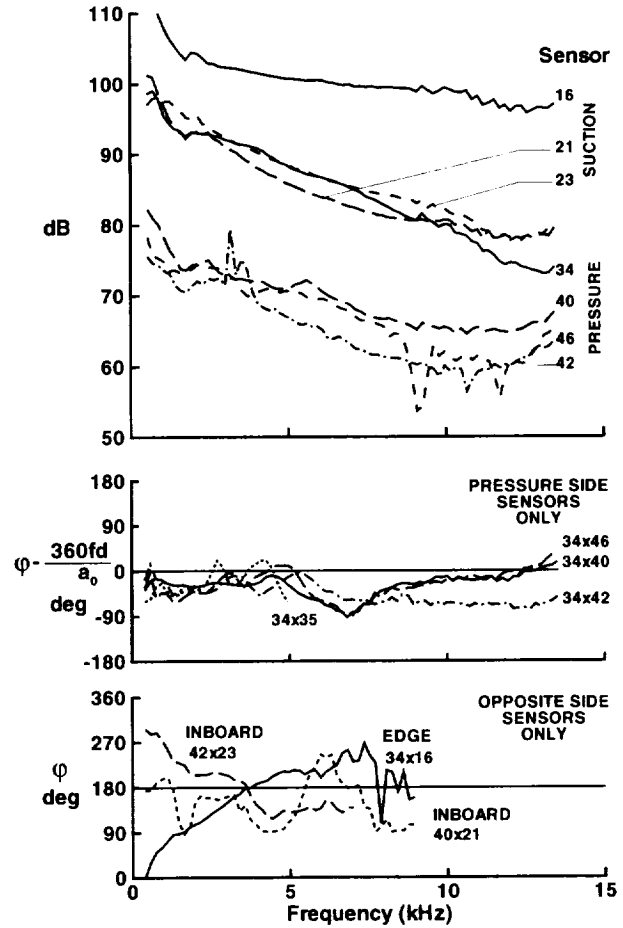 110
Sensor
100
16
90
21
SUCTION
23
80
dB
34
70
40
PRESSURE
46
60
42
50
180
PRESSURE SIDE
SENSORS
ONLY
90
34x46
φ - 360fd / a₀
0
34x40
deg
-90
34x35
34x42
-180
360
OPPOSITE SIDE
SENSORS
ONLY
INBOARD
42x23
EDGE
34x16
270
φ
deg
180
INBOARD
40x21
90
0
0 5 10 15
Frequency (kHz)